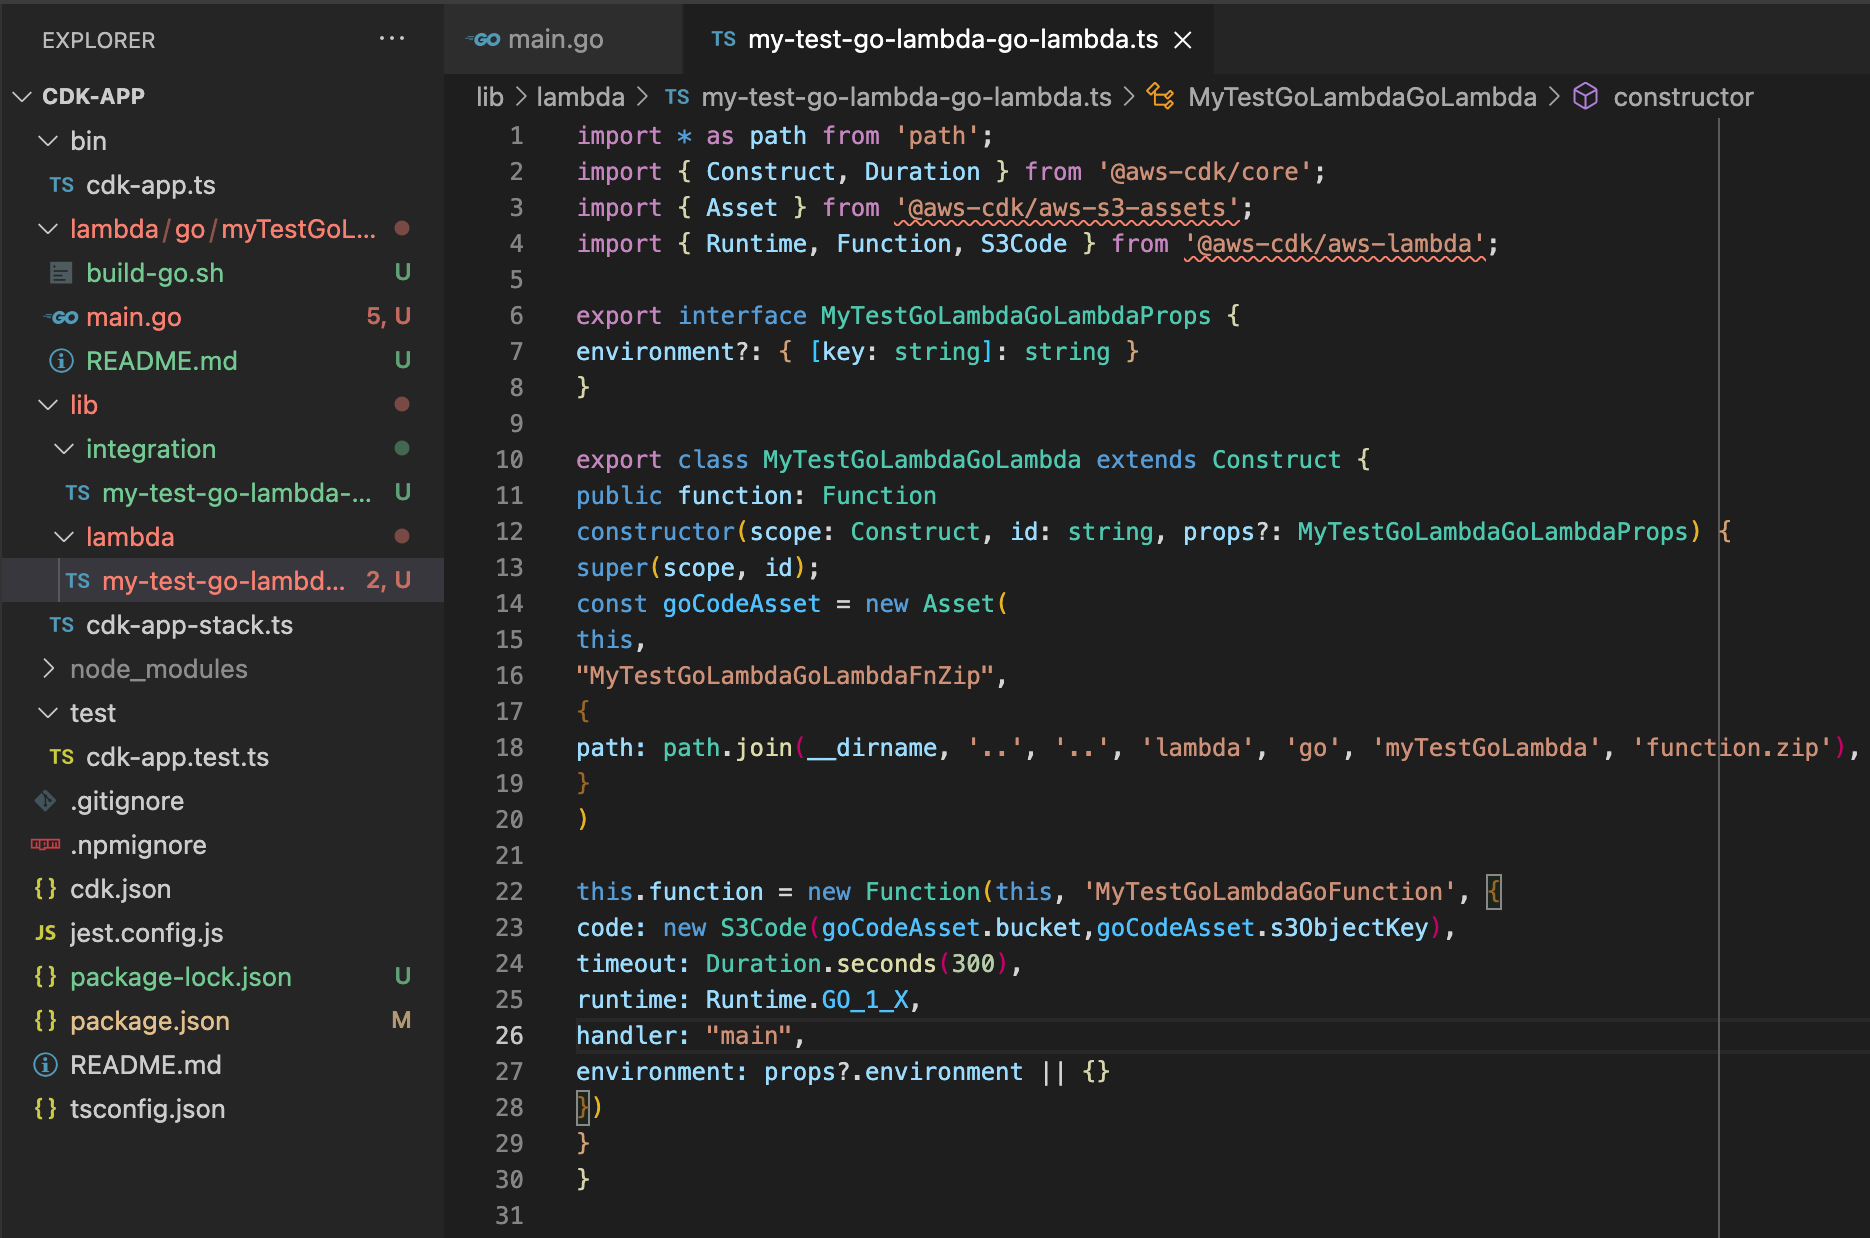 EXPLORER
···
CDK-APP
bin
TS cdk-app.ts
lambda/go/myTestGoL...
build-go.sh U
GO main.go 5, U
README.md U
lib
integration
TS my-test-go-lambda-... U
lambda
TS my-test-go-lambd... 2, U
TS cdk-app-stack.ts
node_modules
test
TS cdk-app.test.ts
.gitignore
npm .npmignore
{} cdk.json
JS jest.config.js
{} package-lock.json U
{} package.json M
README.md
{} tsconfig.json
GO main.go
TS my-test-go-lambda-go-lambda.ts
lib > lambda > TS my-test-go-lambda-go-lambda.ts > MyTestGoLambdaGoLambda > constructor
1 import * as path from 'path';
2 import { Construct, Duration } from '@aws-cdk/core';
3 import { Asset } from '@aws-cdk/aws-s3-assets';
4 import { Runtime, Function, S3Code } from '@aws-cdk/aws-lambda';
5
6 export interface MyTestGoLambdaGoLambdaProps {
7 environment?: { [key: string]: string }
8 }
9
10 export class MyTestGoLambdaGoLambda extends Construct {
11 public function: Function
12 constructor(scope: Construct, id: string, props?: MyTestGoLambdaGoLambdaProps) {
13 super(scope, id);
14 const goCodeAsset = new Asset(
15 this,
16 "MyTestGoLambdaGoLambdaFnZip",
17 {
18 path: path.join(__dirname, '..', '..', 'lambda', 'go', 'myTestGoLambda', 'function.zip'),
19 }
20 )
21
22 this.function = new Function(this, 'MyTestGoLambdaGoFunction', {
23 code: new S3Code(goCodeAsset.bucket,goCodeAsset.s3ObjectKey),
24 timeout: Duration.seconds(300),
25 runtime: Runtime.GO_1_X,
26 handler: "main",
27 environment: props?.environment || {}
28 })
29 }
30 }
31